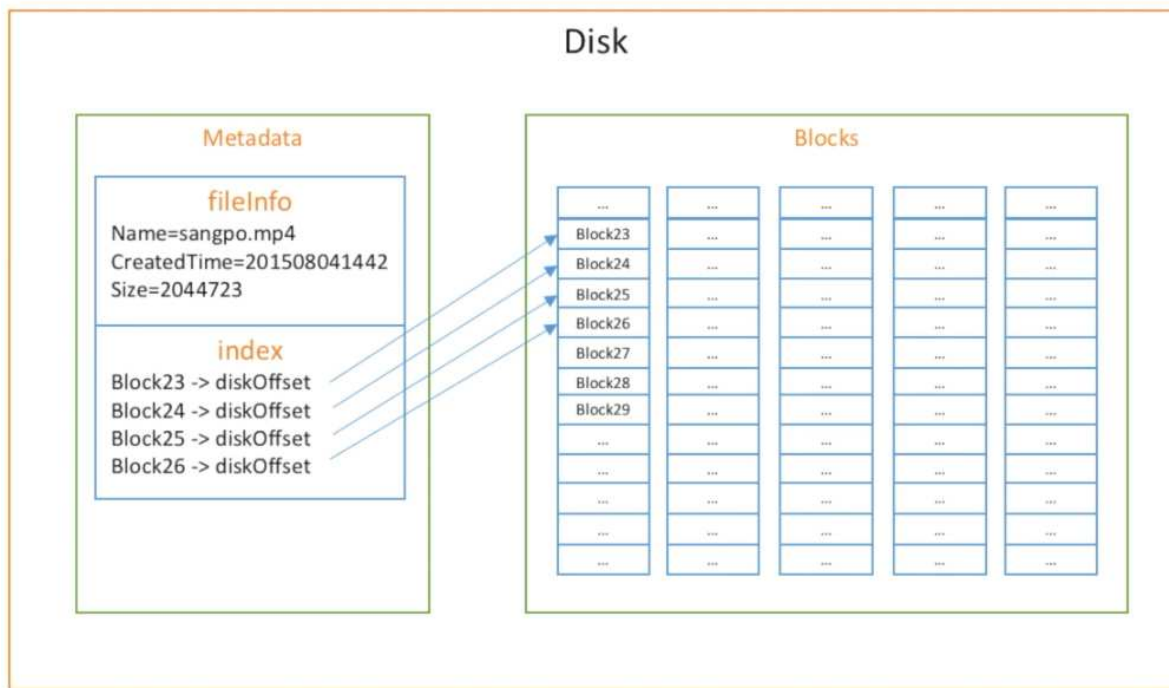 Disk
Metadata
fileInfo
Name=sangpo.mp4
CreatedTime=201508041442
Size=2044723
index
Block23 -> diskOffset
Block24 -> diskOffset
Block25 -> diskOffset
Block26 -> diskOffset
Blocks
... ... ... ... ...
Block23 ... ... ... ...
Block24 ... ... ... ...
Block25 ... ... ... ...
Block26 ... ... ... ...
Block27 ... ... ... ...
Block28 ... ... ... ...
Block29 ... ... ... ...
... ... ... ... ...
... ... ... ... ...
... ... ... ... ...
... ... ... ... ...
... ... ... ... ...